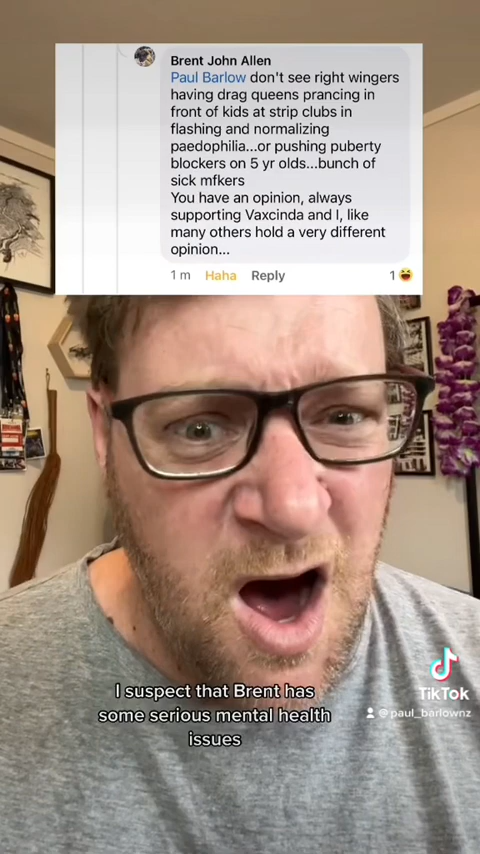 Brent John Allen
Paul Barlow don't see right wingers
having drag queens prancing in
front of kids at strip clubs in
flashing and normalizing
paedophilia...or pushing puberty
blockers on 5 yr olds...bunch of
sick mfkers
You have an opinion, always
supporting Vaxcinda and I, like
many others hold a very different
opinion...
1 m Haha Reply 1
I suspect that Brent has
some serious mental health
issues
TikTok
@paul_barlownz